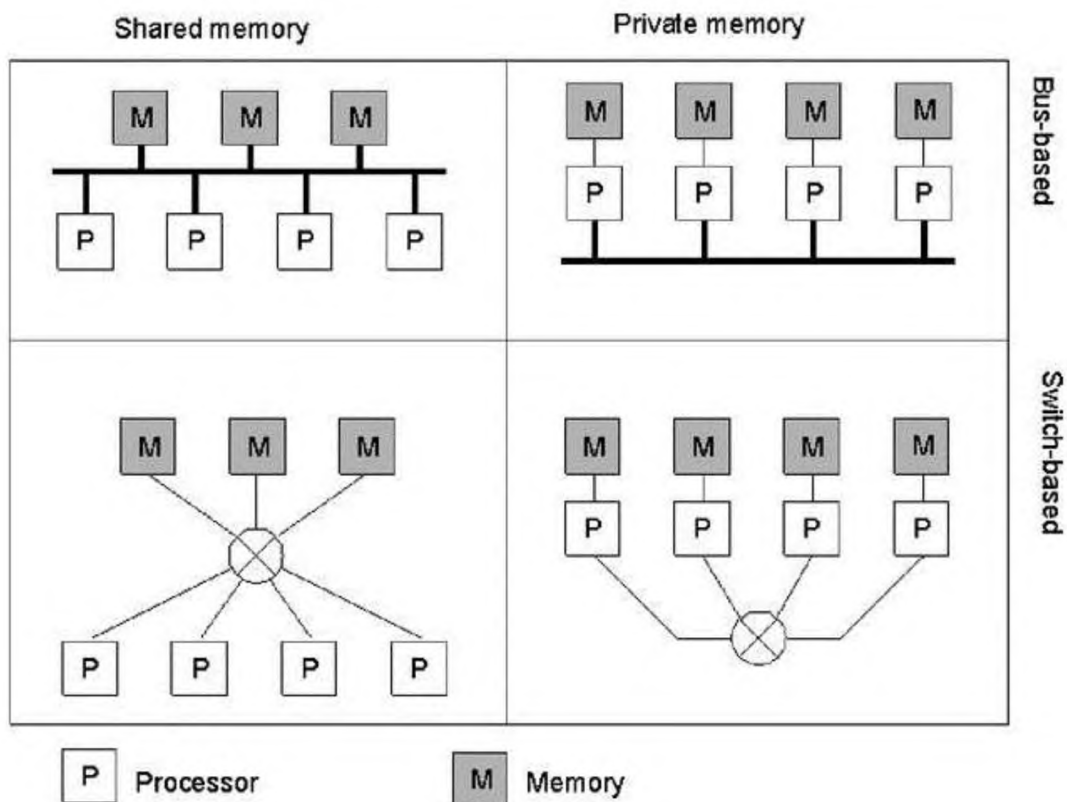 Shared memory
Private memory
M M M
P P P P
M M M M
P P P P
Bus-based
M M M
P P P P
M M M M
P P P P
Switch-based
P Processor
M Memory